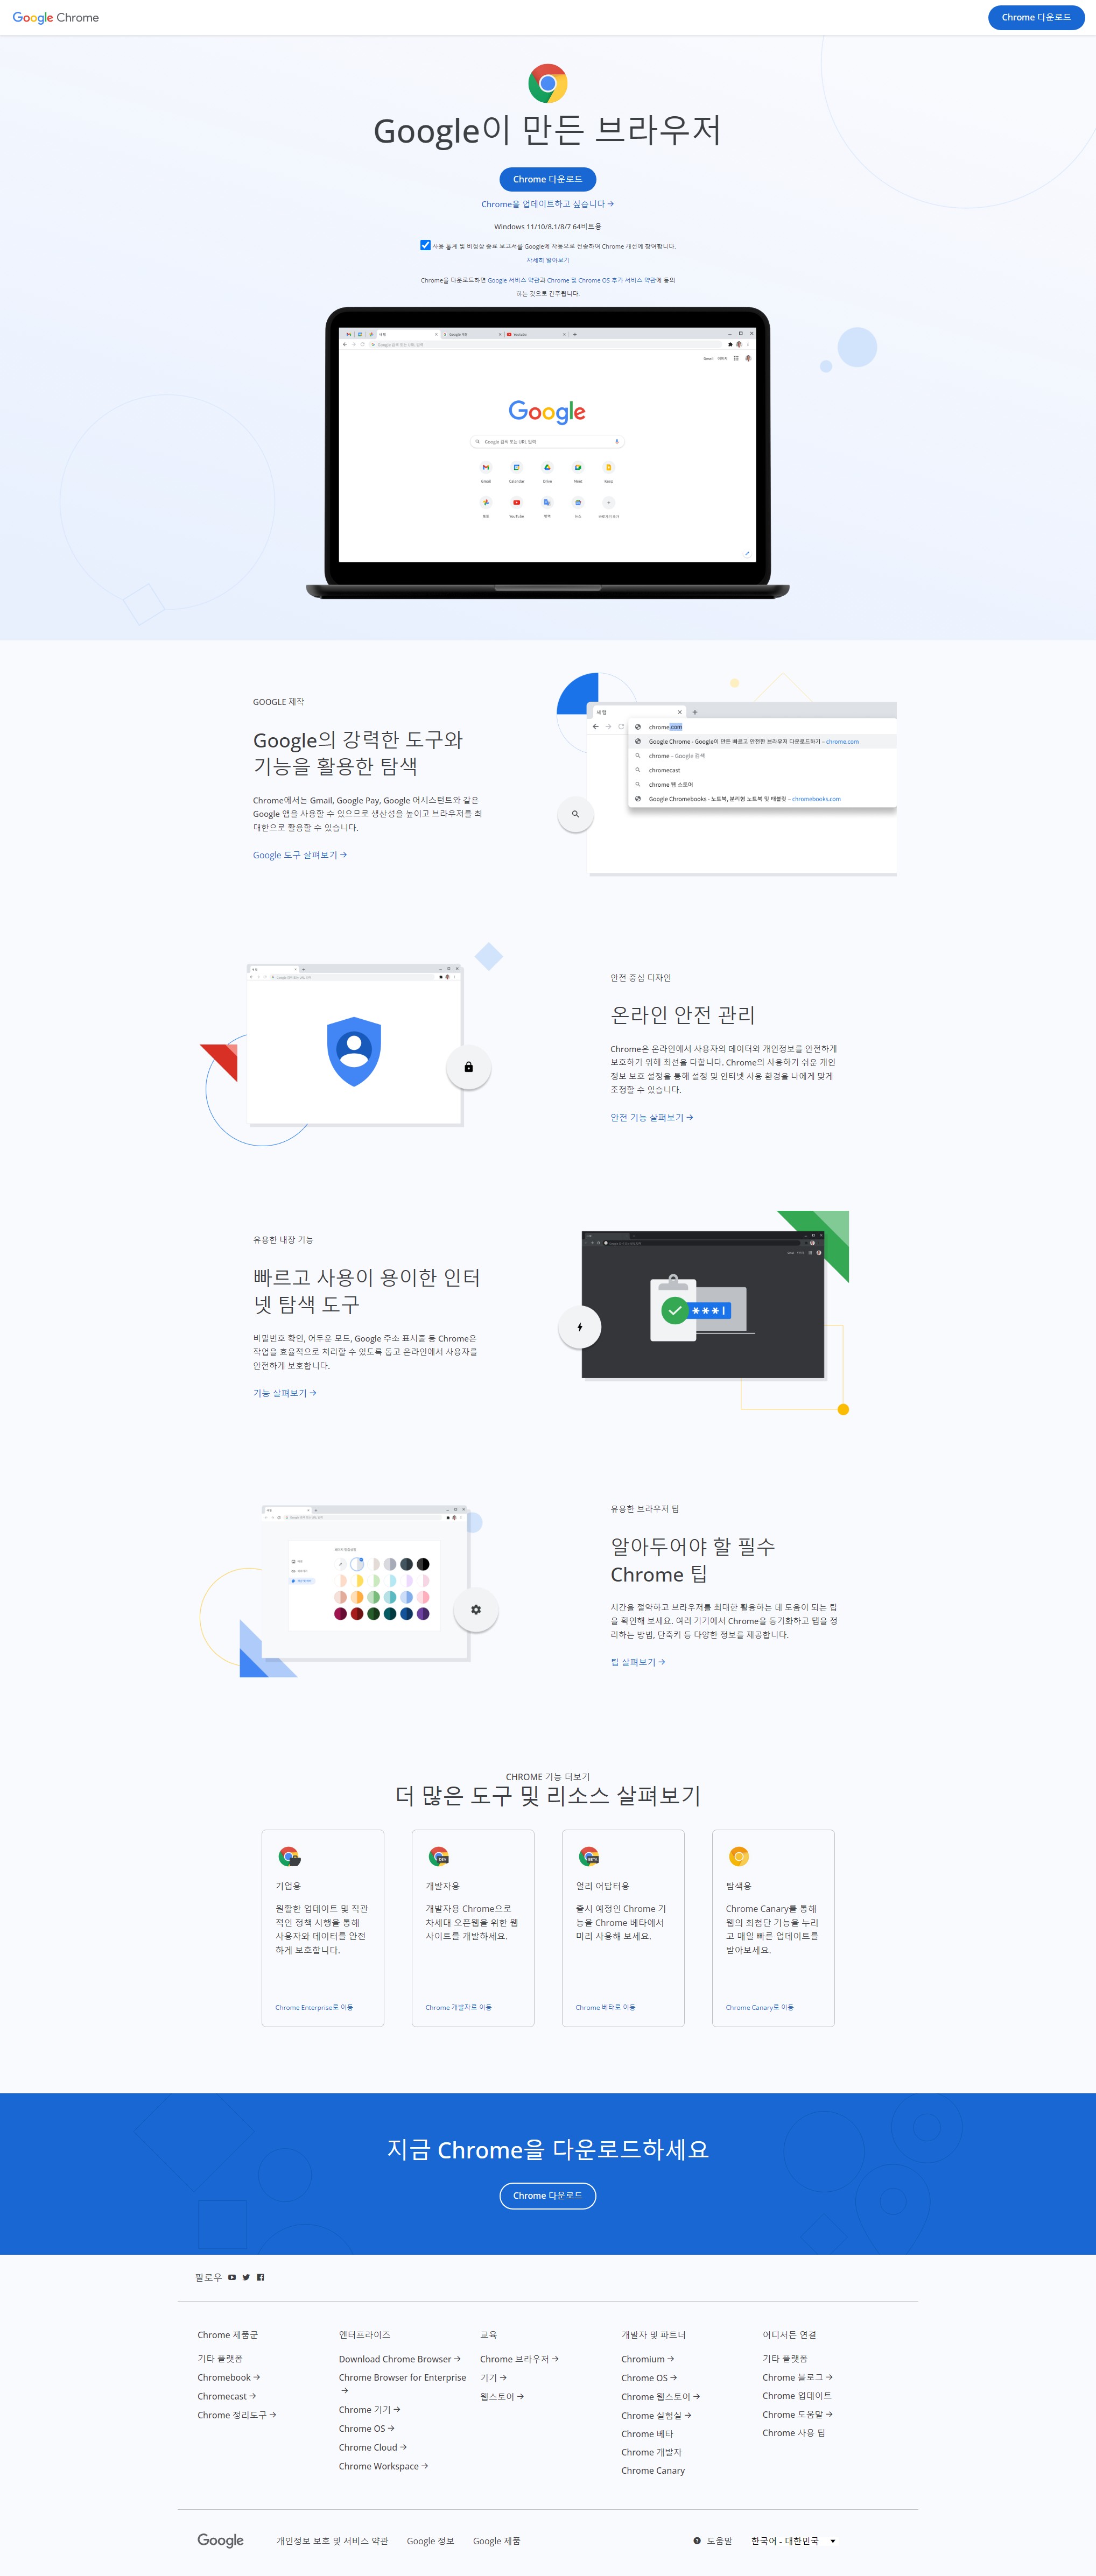 Google Chrome
Chrome 다운로드
Google이 만든 브라우저
Chrome 다운로드
Chrome을 업데이트하고 싶습니다 →
Windows 11/10/8.1/8/7 64비트용
사용 통계 및 비정상 종료 보고서를 Google에 자동으로 전송하여 Chrome 개선에 참여합니다.
자세히 알아보기
Chrome을 다운로드하면 Google 서비스 약관과 Chrome 및 Chrome OS 추가 서비스 약관에 동의
하는 것으로 간주됩니다.
새 탭
YouTube
Google 검색 또는 URL 입력
Gmail 이미지
Google
Google 검색 또는 URL 입력
Gmail Calendar Drive Meet Keep
YouTube 번역 뉴스
GOOGLE 제작
Google의 강력한 도구와
기능을 활용한 탐색
Chrome에서는 Gmail, Google Pay, Google 어시스턴트와 같은
Google 앱을 사용할 수 있으므로 생산성을 높이고 브라우저를 최
대한으로 활용할 수 있습니다.
Google 도구 살펴보기 →
새 탭
chrome.com
Google Chrome - Google이 만든 빠르고 안전한 브라우저 다운로드하기 – chrome.com
chrome - Google 검색
chromecast
chrome 웹 스토어
Google Chromebooks - 노트북, 분리형 노트북 및 태블릿 – chromebooks.com
안전 중심 디자인
온라인 안전 관리
Chrome은 온라인에서 사용자의 데이터와 개인정보를 안전하게
보호하기 위해 최선을 다합니다. Chrome의 사용하기 쉬운 개인
정보 보호 설정을 통해 설정 및 인터넷 사용 환경을 나에게 맞게
조정할 수 있습니다.
안전 기능 살펴보기 →
유용한 내장 기능
빠르고 사용이 용이한 인터
넷 탐색 도구
비밀번호 확인, 어두운 모드, Google 주소 표시줄 등 Chrome은
작업을 효율적으로 처리할 수 있도록 돕고 온라인에서 사용자를
안전하게 보호합니다.
기능 살펴보기 →
***|
유용한 브라우저 팁
알아두어야 할 필수
Chrome 팁
시간을 절약하고 브라우저를 최대한 활용하는 데 도움이 되는 팁
을 확인해 보세요. 여러 기기에서 Chrome을 동기화하고 탭을 정
리하는 방법, 단축키 등 다양한 정보를 제공합니다.
팁 살펴보기 →
CHROME 기능 더보기
더 많은 도구 및 리소스 살펴보기
기업용
원활한 업데이트 및 직관
적인 정책 시행을 통해
사용자와 데이터를 안전
하게 보호합니다.
Chrome Enterprise로 이동
DEV
개발자용
개발자용 Chrome으로
차세대 오픈웹을 위한 웹
사이트를 개발하세요.
Chrome 개발자로 이동
BETA
얼리 어답터용
출시 예정인 Chrome 기
능을 Chrome 베타에서
미리 사용해 보세요.
Chrome 베타로 이동
탐색용
Chrome Canary를 통해
웹의 최첨단 기능을 누리
고 매일 빠른 업데이트를
받아보세요.
Chrome Canary로 이동
지금 Chrome을 다운로드하세요
Chrome 다운로드
팔로우
Chrome 제품군
기타 플랫폼
Chromebook →
Chromecast →
Chrome 정리도구 →
엔터프라이즈
Download Chrome Browser →
Chrome Browser for Enterprise
→
Chrome 기기 →
Chrome OS →
Chrome Cloud →
Chrome Workspace →
교육
Chrome 브라우저 →
기기 →
웹스토어 →
개발자 및 파트너
Chromium →
Chrome OS →
Chrome 웹스토어 →
Chrome 실험실 →
Chrome 베타
Chrome 개발자
Chrome Canary
어디서든 연결
기타 플랫폼
Chrome 블로그 →
Chrome 업데이트
Chrome 도움말 →
Chrome 사용 팁
Google
개인정보 보호 및 서비스 약관
Google 정보
Google 제품
도움말
한국어 - 대한민국